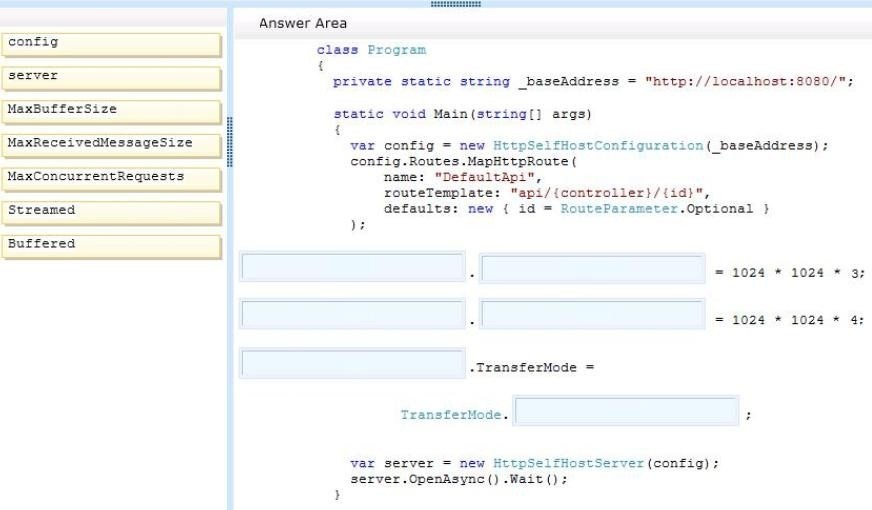 config
server
MaxBufferSize
MaxReceivedMessageSize
MaxConcurrentRequests
Streamed
Buffered
Answer Area
class Program
{
private static string _baseAddress = "http://localhost:8080/";
static void Main(string[] args)
{
var config = new HttpSelfHostConfiguration(_baseAddress);
config.Routes.MapHttpRoute(
name: "DefaultApi",
routeTemplate: "api/{controller}/{id}",
defaults: new { id = RouteParameter.Optional }
);
. = 1024 * 1024 * 3;
. = 1024 * 1024 * 4:
.TransferMode =
TransferMode. ;
var server = new HttpSelfHostServer(config);
server.OpenAsync().Wait();
}